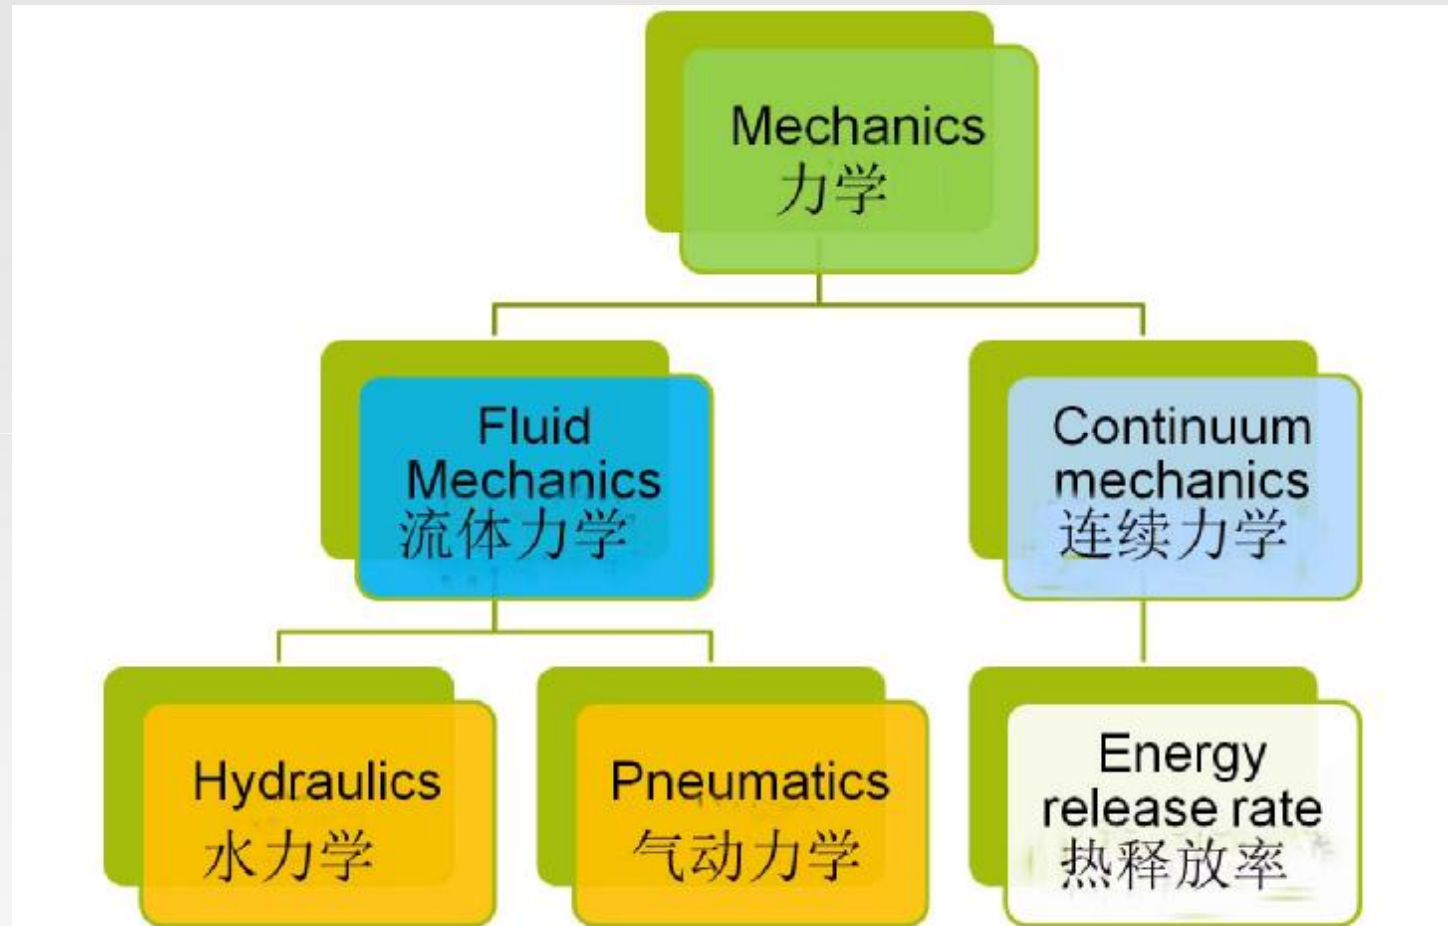 Mechanics
力学
Fluid
Mechanics
流体力学
Continuum
mechanics
连续力学
Hydraulics
水力学
Pneumatics
气动力学
Energy
release rate
热释放率